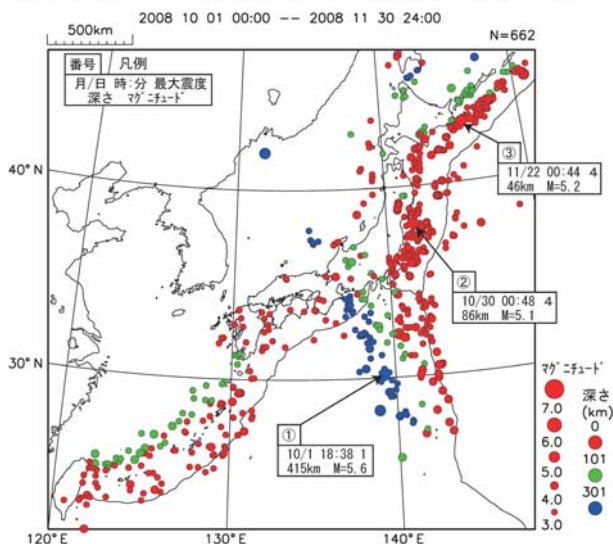 2008 10 01 00:00 -- 2008 11 30 24:00
500km
N=662
番号 凡例
月/日 時:分 最大震度
深さ マグニチュード
40°N
③
11/22 00:44 4
46km M=5.2
②
10/30 00:48 4
86km M=5.1
30°N
①
10/1 18:38 1
415km M=5.6
マグニチュード
7.0
6.0
5.0
4.0
3.0
深さ
(km)
0
101
301
120°E
130°E
140°E